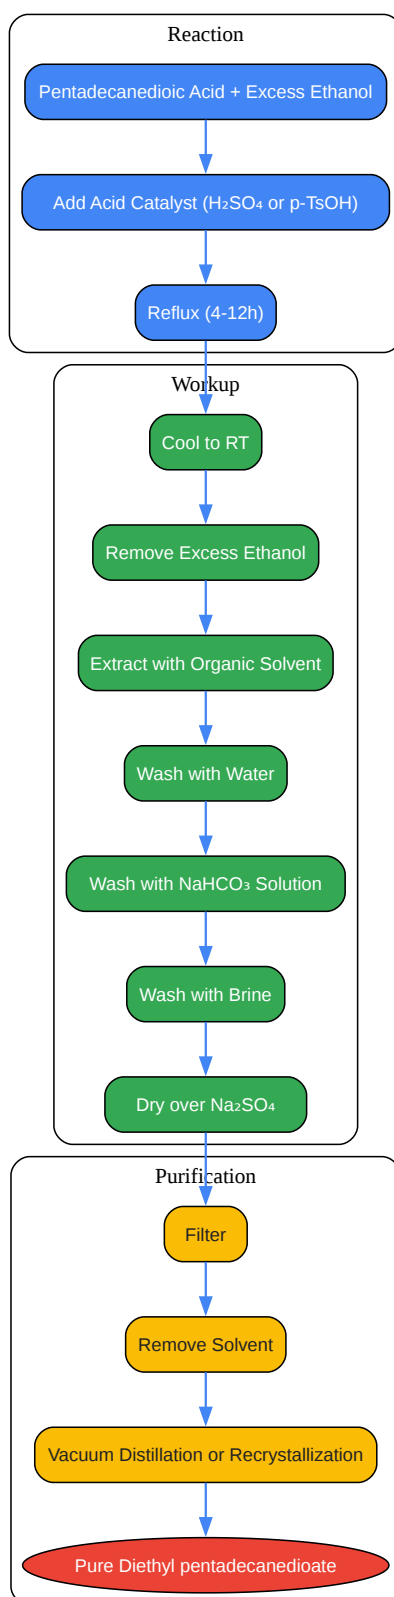 Reaction
Pentadecanedioic Acid + Excess Ethanol
Add Acid Catalyst (H₂SO₄ or p-TsOH)
Reflux (4-12h)
Workup
Cool to RT
Remove Excess Ethanol
Extract with Organic Solvent
Wash with Water
Wash with NaHCO₃ Solution
Wash with Brine
Dry over Na₂SO₄
Purification
Filter
Remove Solvent
Vacuum Distillation or Recrystallization
Pure Diethyl pentadecanedioate